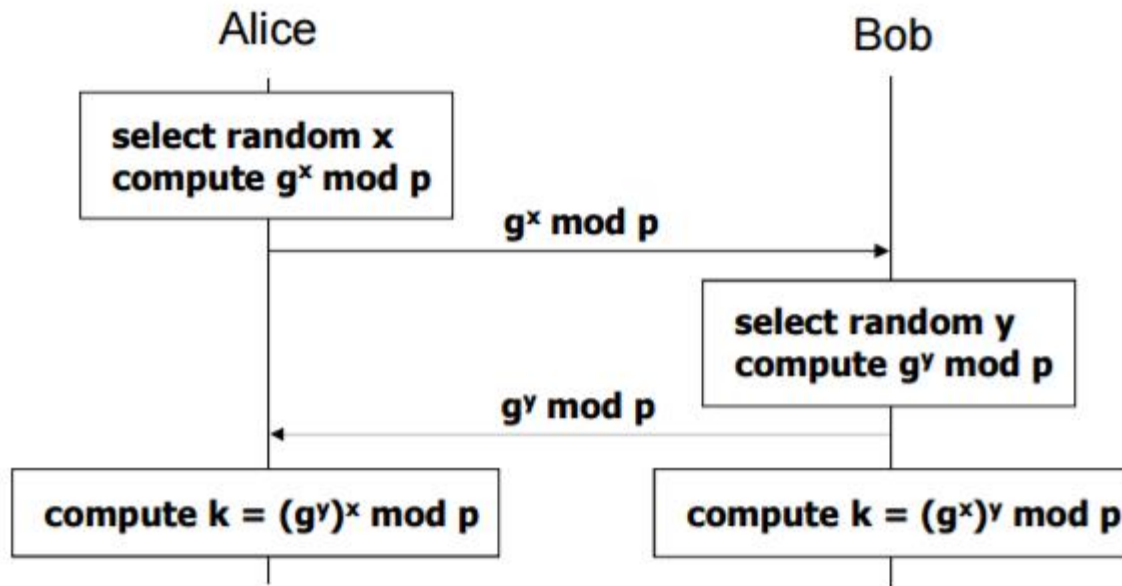 Alice
Bob
select random x
compute gˣ mod p
gˣ mod p
select random y
compute gʸ mod p
gʸ mod p
compute k = (gʸ)ˣ mod p
compute k = (gˣ)ʸ mod p